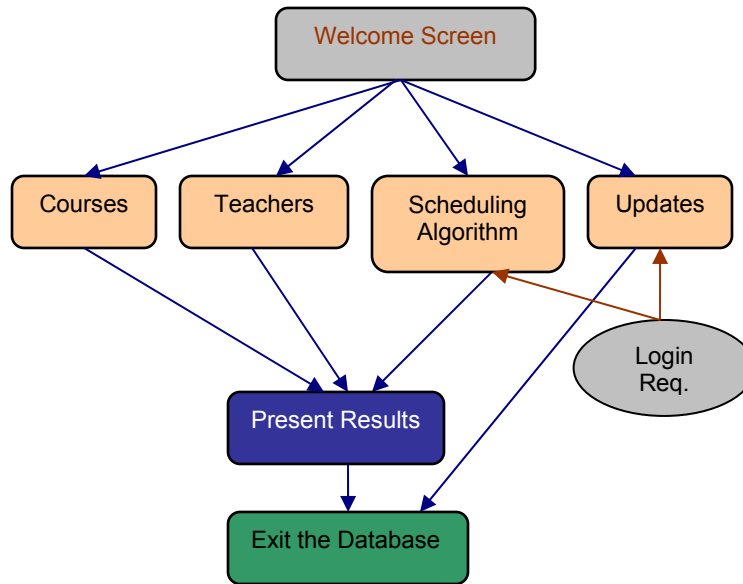 Welcome Screen
Courses
Teachers
Scheduling
Algorithm
Updates
Login
Req.
Present Results
Exit the Database